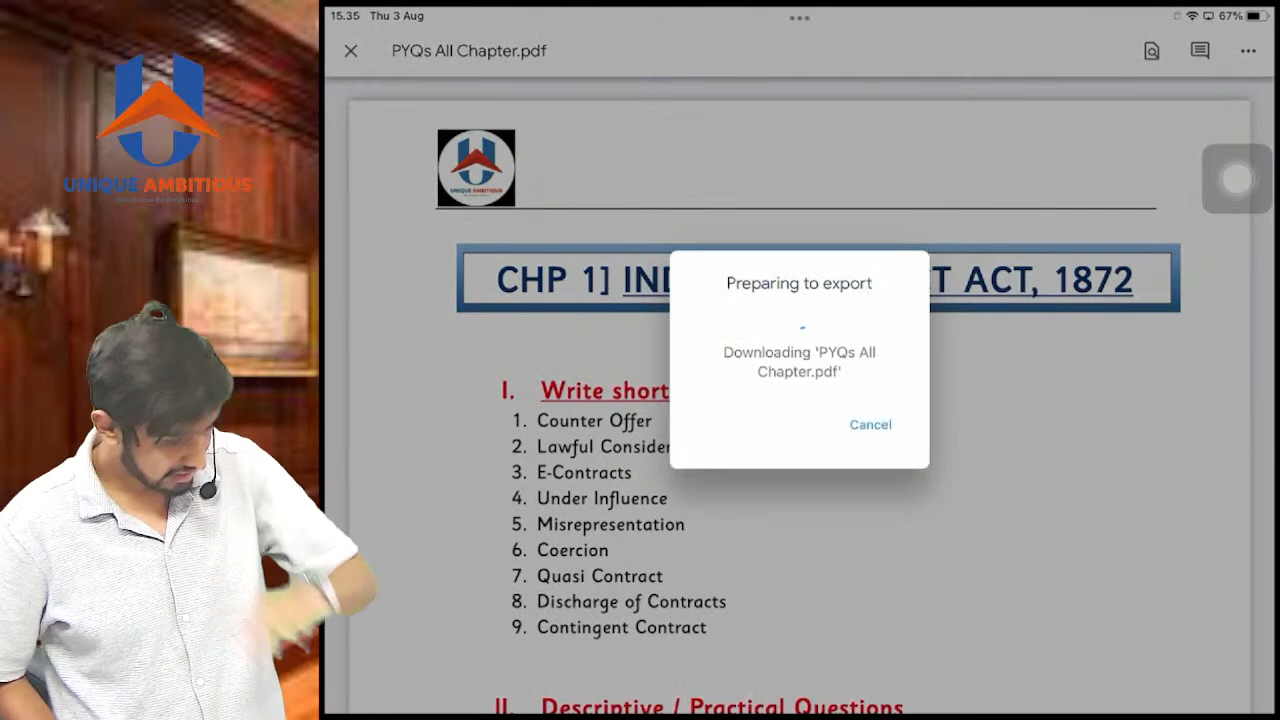 15.35 Thu 3 Aug
67%
PYQs All Chapter.pdf
UNIQUE AMBITIOUS
UNIQUE AMBITIOUS
CHP 1] IND
T ACT, 1872
Preparing to export
Downloading 'PYQs All
Chapter.pdf'
Cancel
I. Write short
1. Counter Offer
2. Lawful Consider
3. E-Contracts
4. Under Influence
5. Misrepresentation
6. Coercion
7. Quasi Contract
8. Discharge of Contracts
9. Contingent Contract
II. Descriptive / Practical Questions